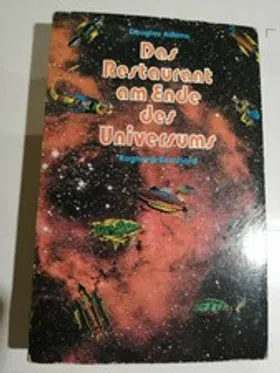 Douglas Adams
Das
Restaurant
am Ende
des
Universums
Rogner & Bernhard